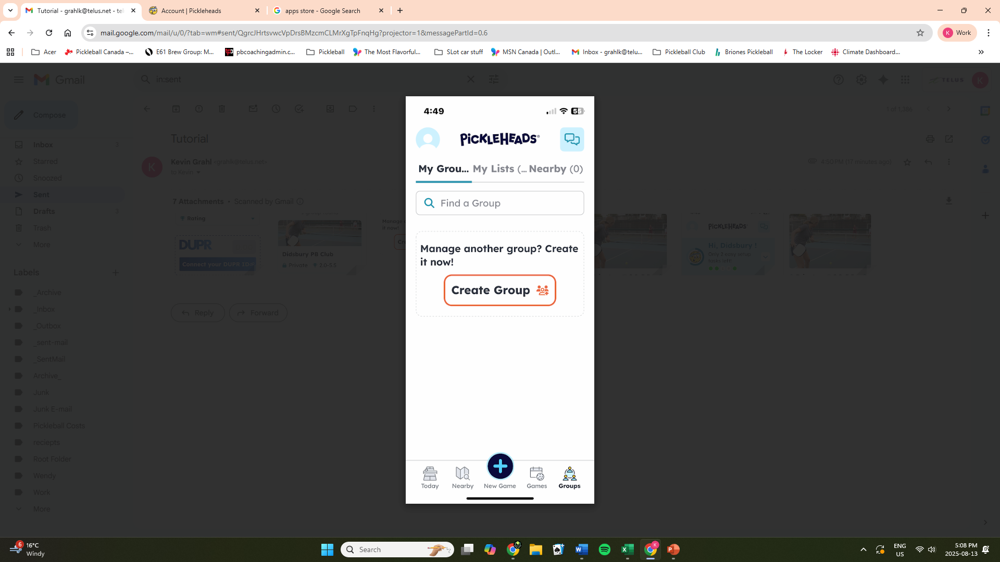 Tutorial - grahlk@telus.net - tel
Account | Pickleheads
apps store - Google Search
mail.google.com/mail/u/0/?tab=wm#sent/QgrcJHrtsvwcVpDrsBMzcmCLMrXgTpFnqHg?projector=1&messagePartId=0.6
K Work
Acer
Pickleball Canada –...
E61 Brew Group: M...
pbcoachingadmin.c...
Pickleball
The Most Flavorful...
SLot car stuff
MSN Canada | Outl...
Inbox - grahlk@telu...
Pickleball Club
Briones Pickleball
The Locker
Climate Dashboard...
Gmail
in:sent
TELUS
K
Compose
1 of 1,386
Tutorial
Inbox 3
Starred
Snoozed
Sent
Drafts 3
Trash
More
K
Kevin Grahl <grahlk@telus.net>
to Kevin
4:50 PM (17 minutes ago)
7 Attachments • Scanned by Gmail
Rating
DUPR
Connect your DUPR ID
Didsbury PB Club
Private 2.0-5.5
PiCKLEHEADS
Hi, Didsbury !
Only 2 easy setup
tasks left!
Labels
_Archive
_Inbox
_Outbox
_sent-mail
_SentMail
Archive_
Junk
Junk E-mail
Pickleball Costs
reciepts
Root Folder
Wendy
Work
More
Reply
Forward
4:49
55
PiCKLEHEADS®
My Grou...
My Lists (...
Nearby (0)
Find a Group
Manage another group? Create
it now!
Create Group
Today
Nearby
New Game
Games
Groups
6
16°C
Windy
Search
ENG
US
5:08 PM
2025-08-13